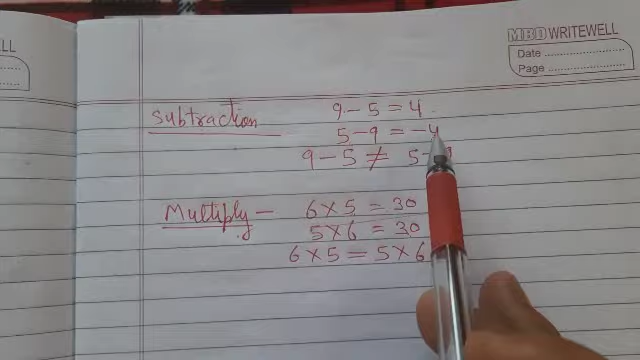 LL
MBD WRITEWELL
Date
Page
Subtraction
9 - 5 = 4
5 - 9 = -4
9 - 5 ≠ 5 -
Multiply -
6 × 5 = 30
5 × 6 = 30
6 × 5 = 5 × 6